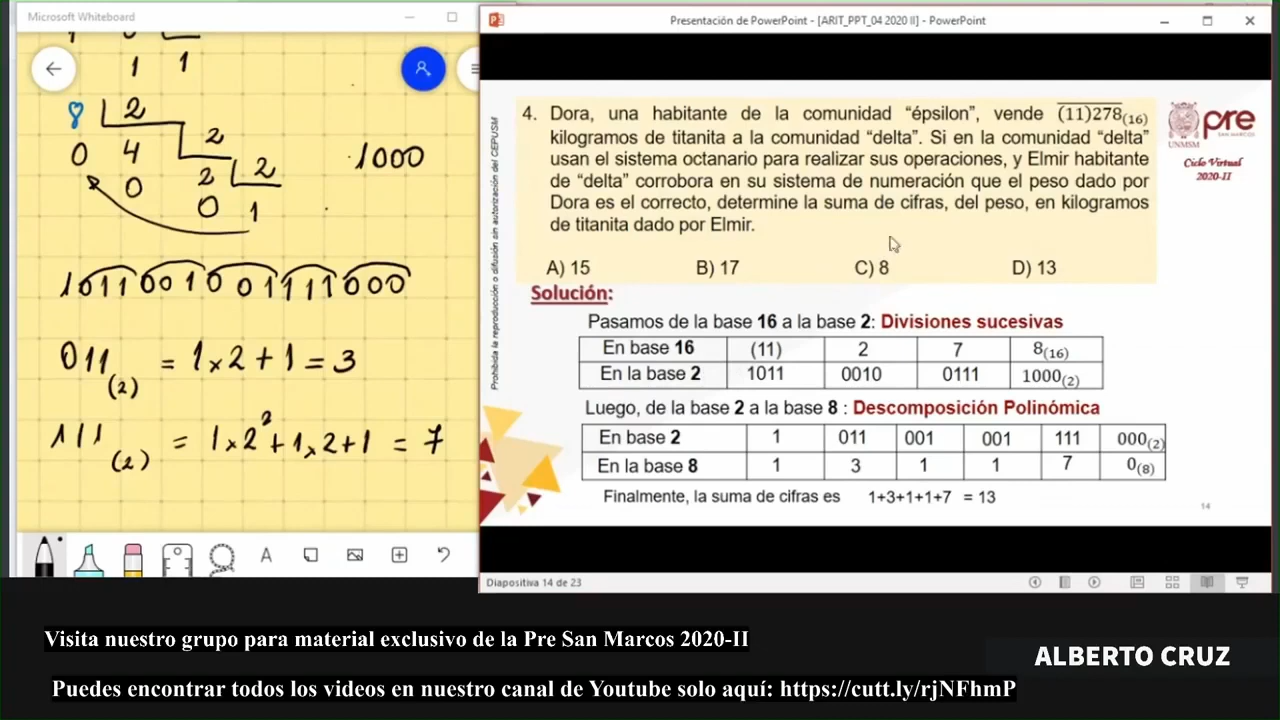 Microsoft Whiteboard
1 1
8 2
0 4 2
0 2 2
0 1
1000
1011001001111000
011(2) = 1x2+1 = 3
111(2) = 1x2²+1x2+1 = 7
Presentación de PowerPoint - [ARIT_PPT_04 2020 II] - PowerPoint
Prohibida la reproducción o difusión sin autorización del CEPUSM
4. Dora, una habitante de la comunidad “épsilon”, vende (11)278(16)
kilogramos de titanita a la comunidad “delta”. Si en la comunidad “delta”
usan el sistema octanario para realizar sus operaciones, y Elmir habitante
de “delta” corrobora en su sistema de numeración que el peso dado por
Dora es el correcto, determine la suma de cifras, del peso, en kilogramos
de titanita dado por Elmir.
A) 15 B) 17 C) 8 D) 13
UNMSM
pre
SAN MARCOS
Ciclo Virtual
2020-II
Solución:
Pasamos de la base 16 a la base 2: Divisiones sucesivas
En base 16 (11) 2 7 8(16)
En la base 2 1011 0010 0111 1000(2)
Luego, de la base 2 a la base 8 : Descomposición Polinómica
En base 2 1 011 001 001 111 000(2)
En la base 8 1 3 1 1 7 0(8)
Finalmente, la suma de cifras es 1+3+1+1+7 = 13
14
Diapositiva 14 de 23
Visita nuestro grupo para material exclusivo de la Pre San Marcos 2020-II
ALBERTO CRUZ
Puedes encontrar todos los videos en nuestro canal de Youtube solo aquí: https://cutt.ly/rjNFhmP